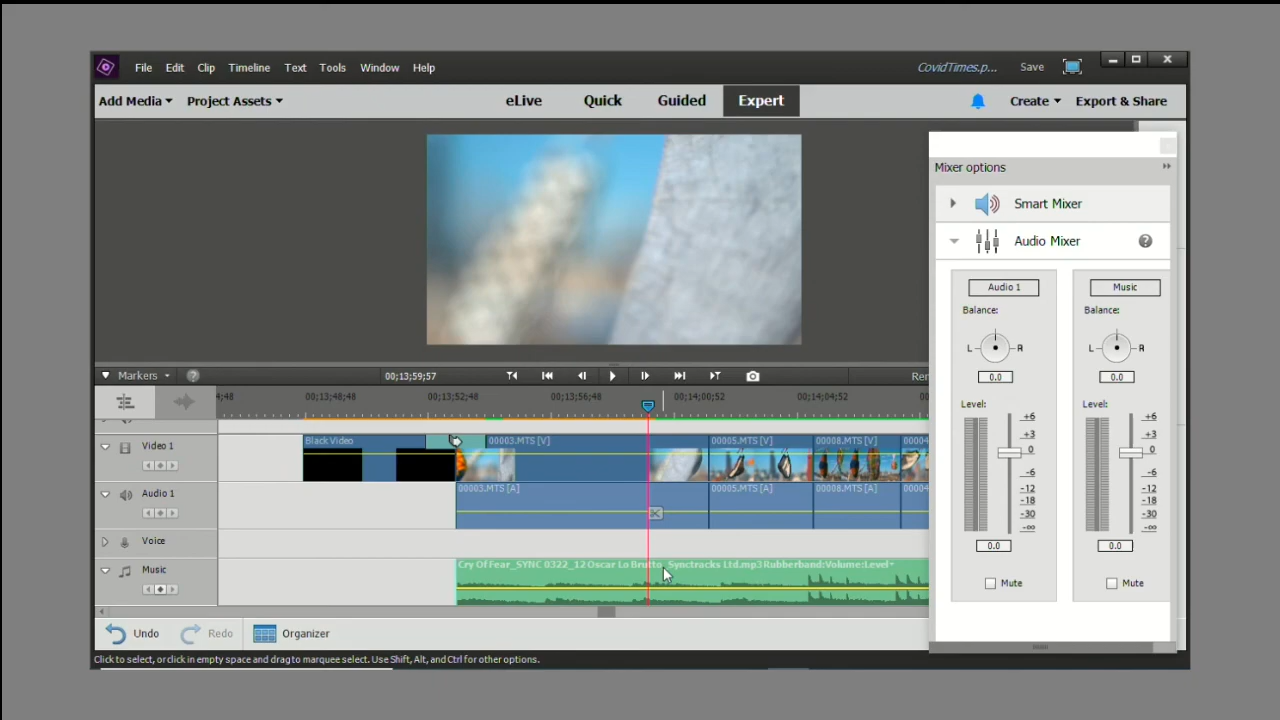 File Edit Clip Timeline Text Tools Window Help CovidTimes.p... Save
Add Media Project Assets eLive Quick Guided Expert Create Export & Share
Mixer options
Smart Mixer
Audio Mixer
Audio 1 Music
Balance: Balance:
L R L R
0.0 0.0
Markers 00;13;59;57 Ren
Level: Level:
4;48 00;13;48;48 00;13;52;48 00;13;56;48 00;14;00;52 00;14;04;52 00
+6 +6
+3 +3
0 0
-6 -6
-12 -12
-18 -18
-30 -30
-∞ -∞
0.0 0.0
Mute Mute
Video 1 Black Video 00003.MTS [V] 00005.MTS [V] 00008.MTS [V] 00004
Audio 1 00003.MTS [A] 00005.MTS [A] 00008.MTS [A] 00004
Voice
Music Cry Of Fear_SYNC 0322_12 Oscar Lo Brutto_Synctracks Ltd.mp3 Rubberband:Volume:Level
Undo Redo Organizer
Click to select, or click in empty space and drag to marquee select. Use Shift, Alt, and Ctrl for other options.